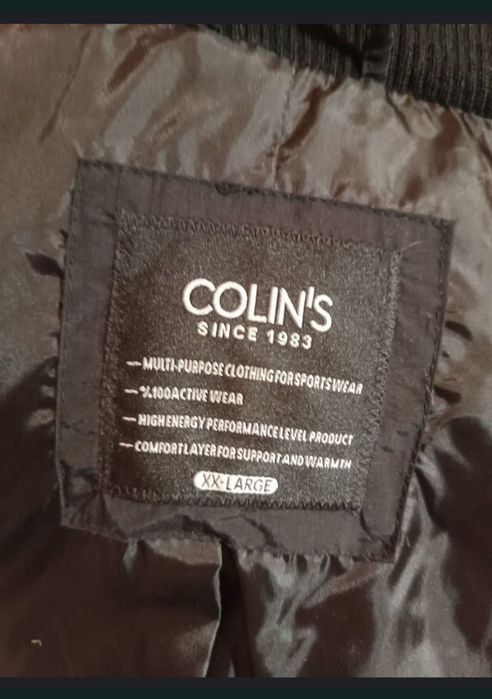 COLIN'S
SINCE 1983
—MULTI-PURPOSE CLOTHING FOR SPORTS WEAR
—%100 ACTIVE WEAR
—HIGH ENERGY PERFORMANCE LEVEL PRODUCT
—COMFORT LAYER FOR SUPPORT AND WARMTH
XX-LARGE